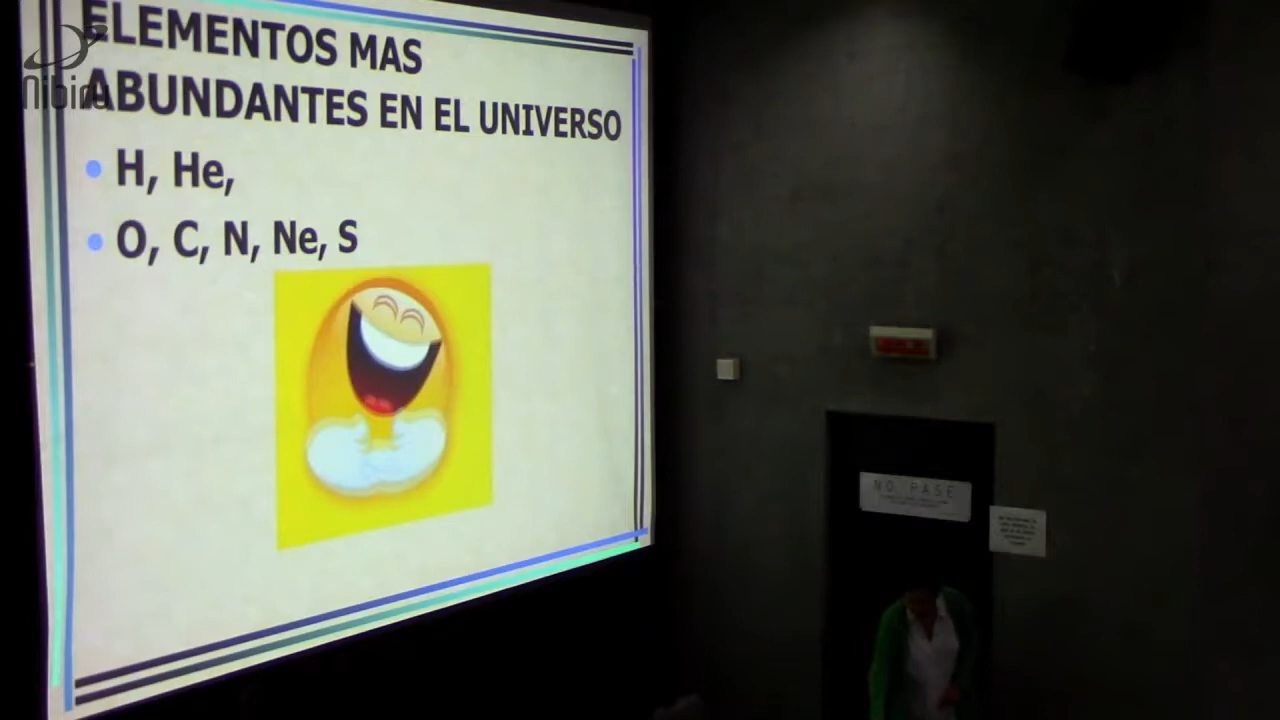 ELEMENTOS MAS
ABUNDANTES EN EL UNIVERSO
H, He,
O, C, N, Ne, S
Nibiru
NO PASE